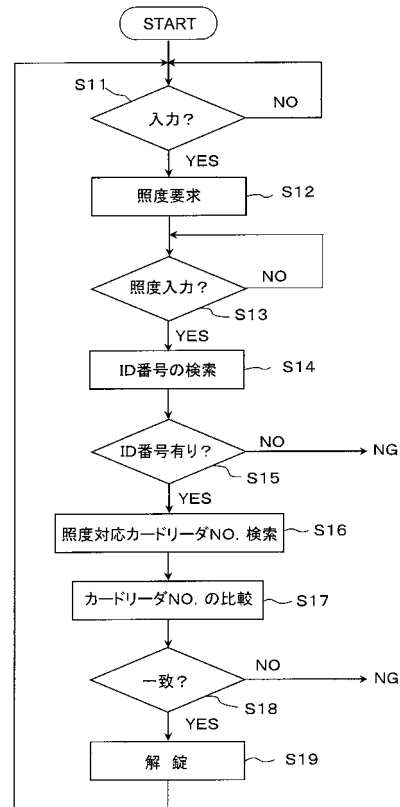 START
S11
入力?
NO
YES
照度要求
S12
照度入力?
NO
S13
YES
ID番号の検索
S14
ID番号有り?
NO
NG
S15
YES
照度対応カードリーダNO. 検索
S16
カードリーダNO. の比較
S17
一致?
NO
NG
S18
YES
解 錠
S19